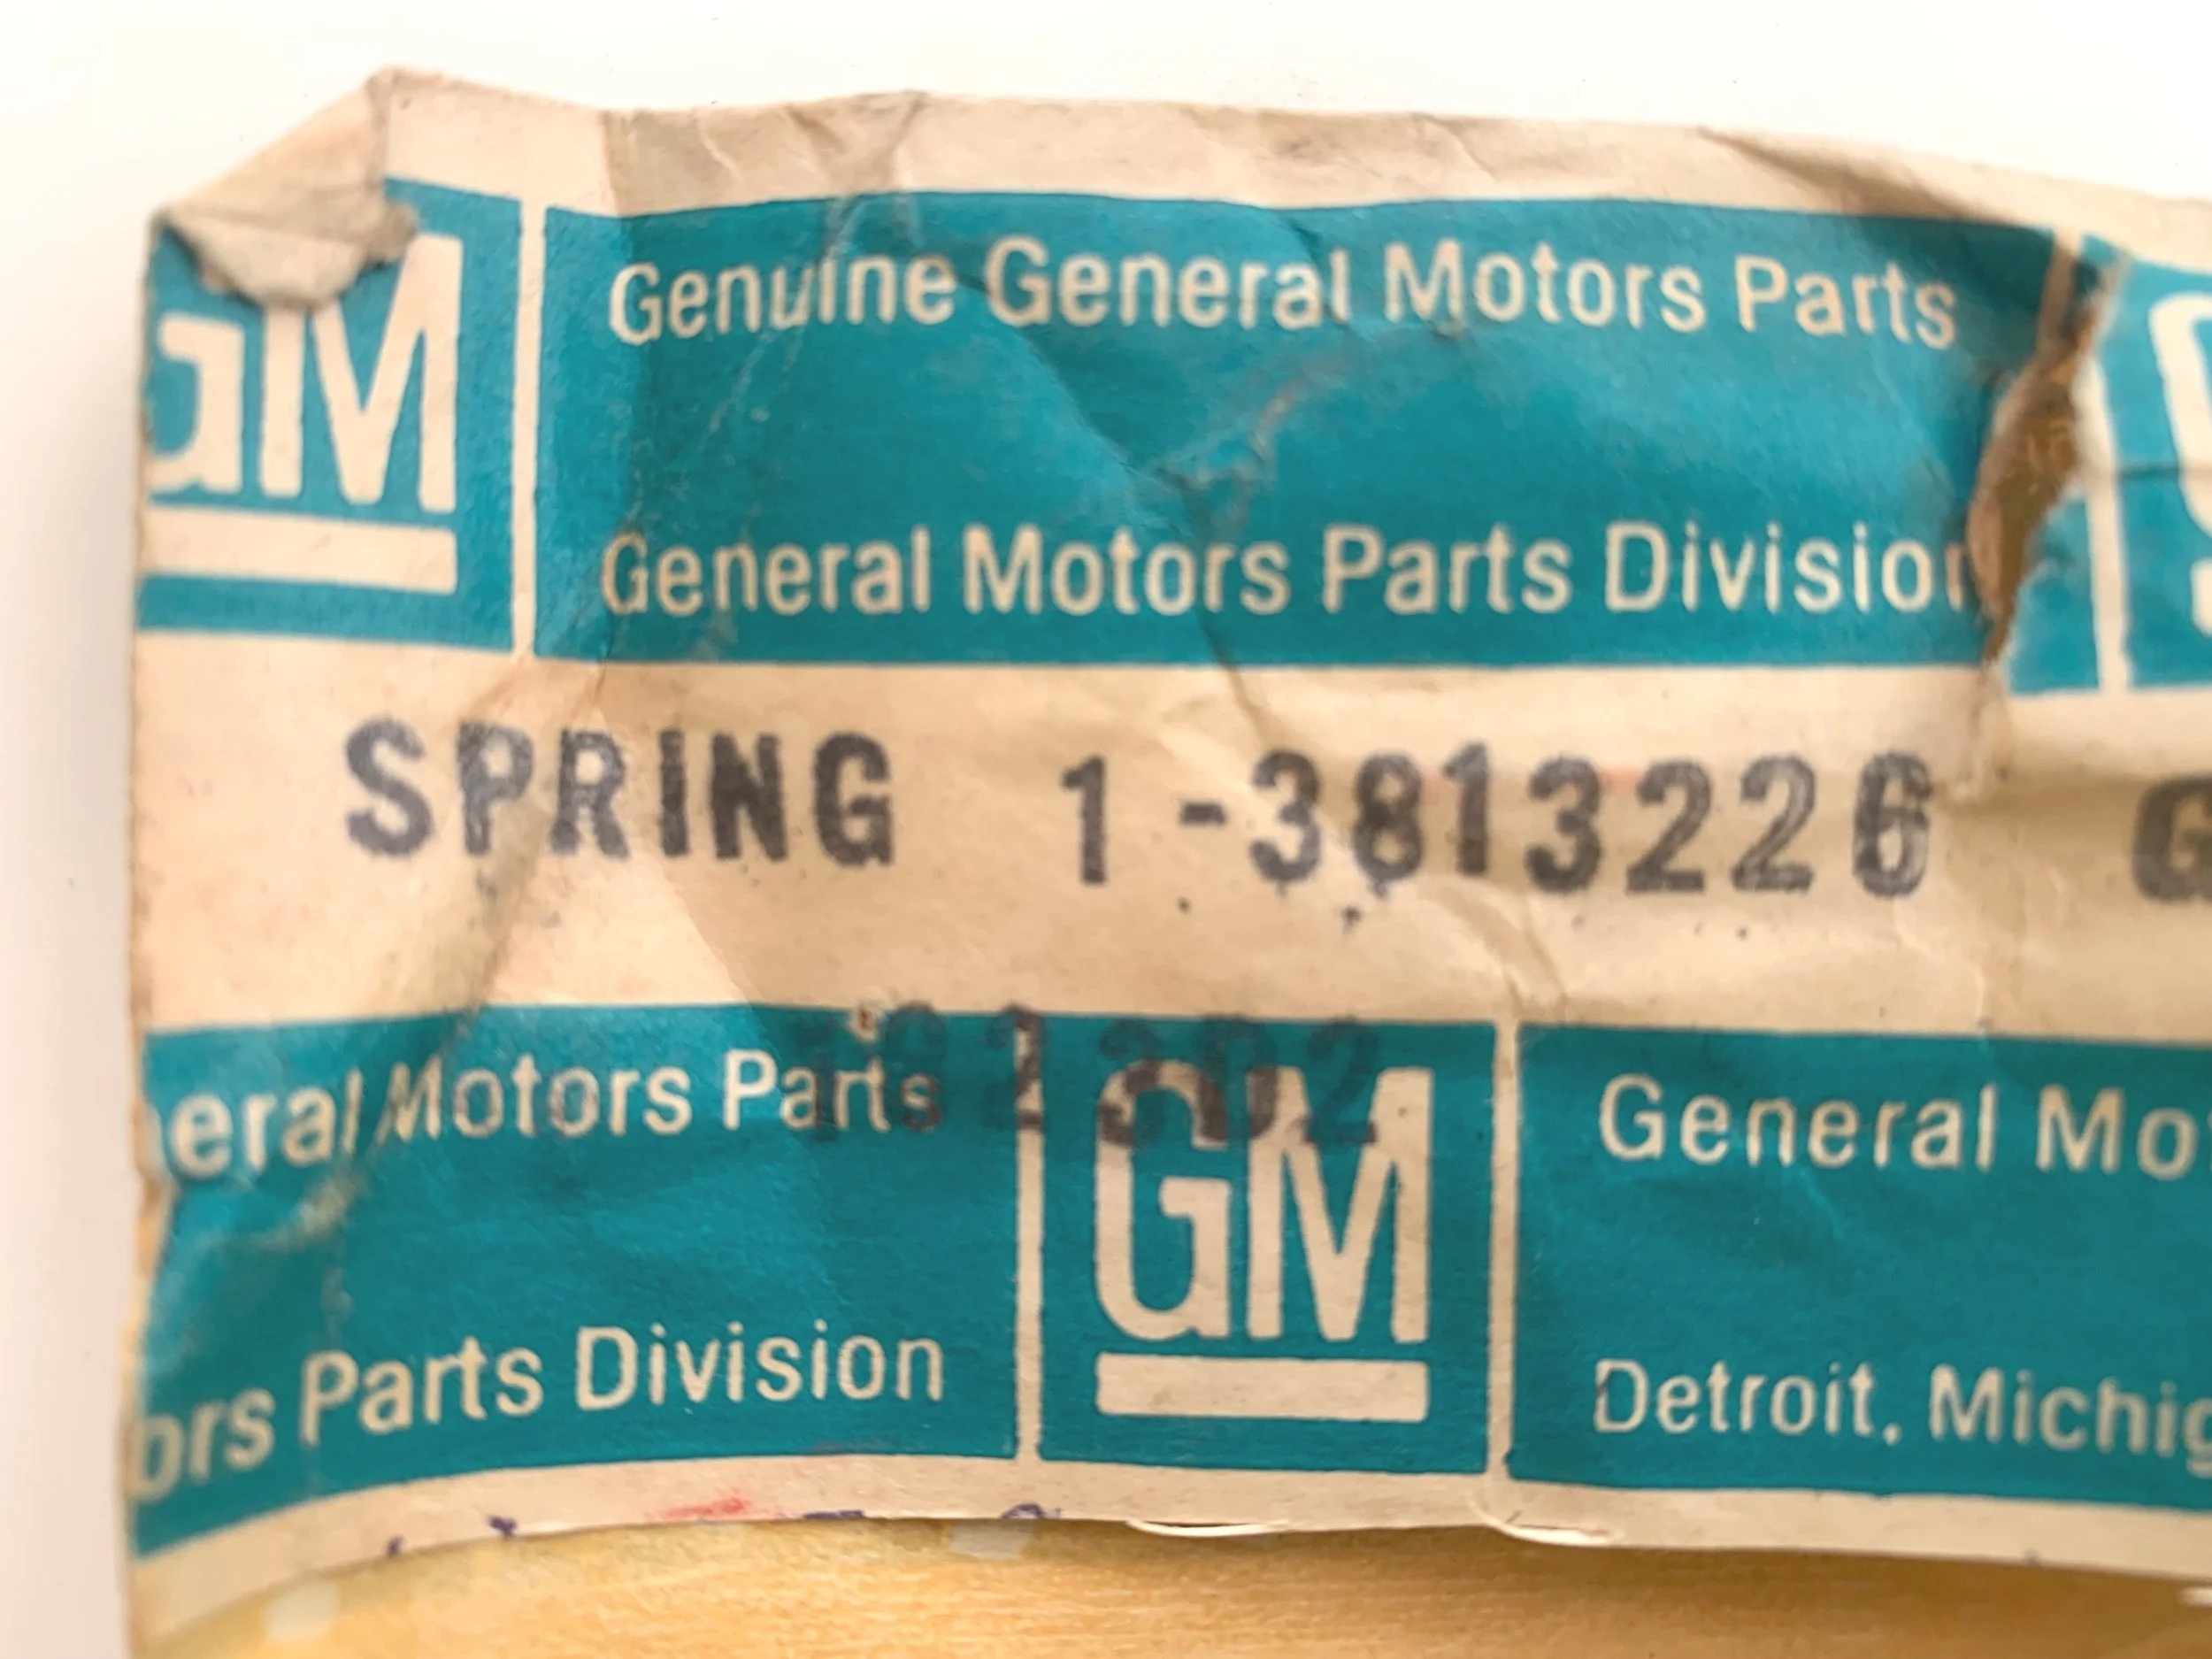 GM Genuine General Motors Parts
General Motors Parts Division
SPRING 1-3813226 G
eral Motors Parts GM General Mo
ors Parts Division Detroit, Michig